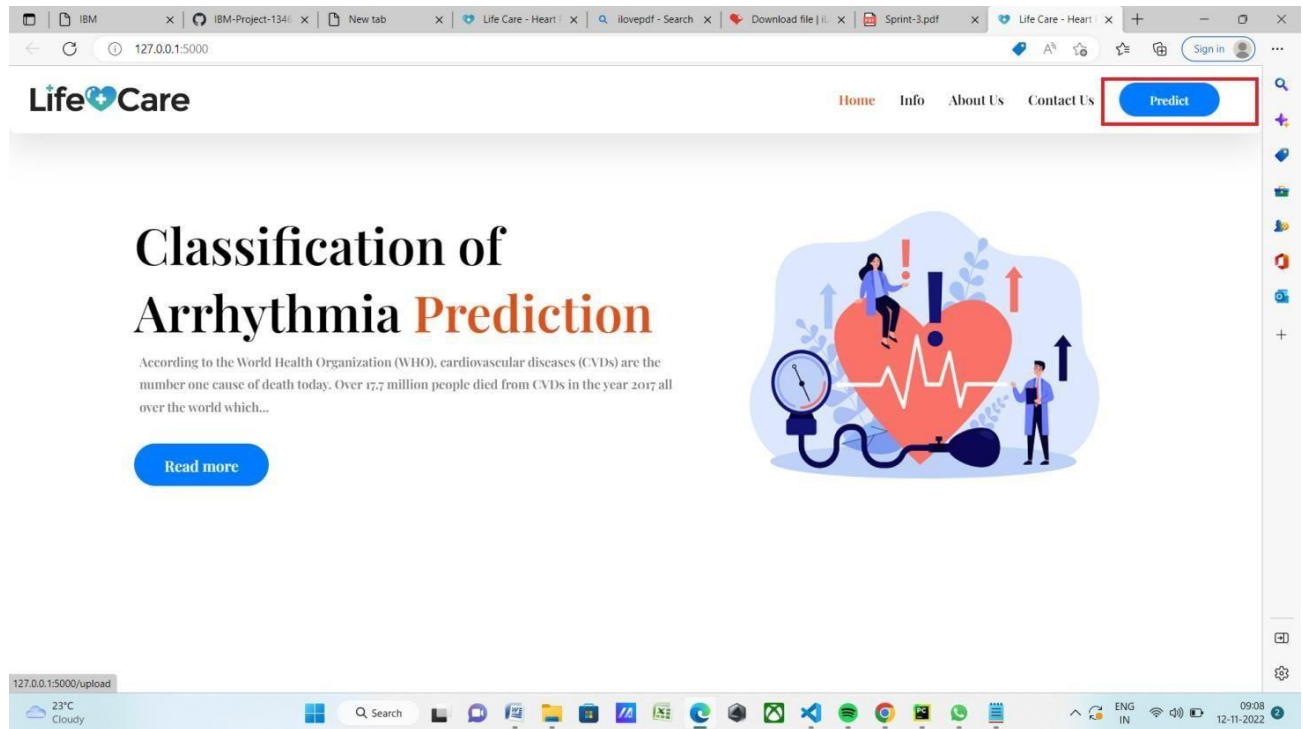 IBM
IBM-Project-1346
New tab
Life Care - Heart
ilovepdf - Search
Download file | iL
Sprint-3.pdf
Life Care - Heart
127.0.0.1:5000
Sign in
Life Care
Home Info About Us Contact Us Predict
Classification of
Arrhythmia Prediction
According to the World Health Organization (WHO), cardiovascular diseases (CVDs) are the
number one cause of death today. Over 17.7 million people died from CVDs in the year 2017 all
over the world which...
Read more
127.0.0.1:5000/upload
23°C
Cloudy
Search
ENG
IN
09:08
12-11-2022
2